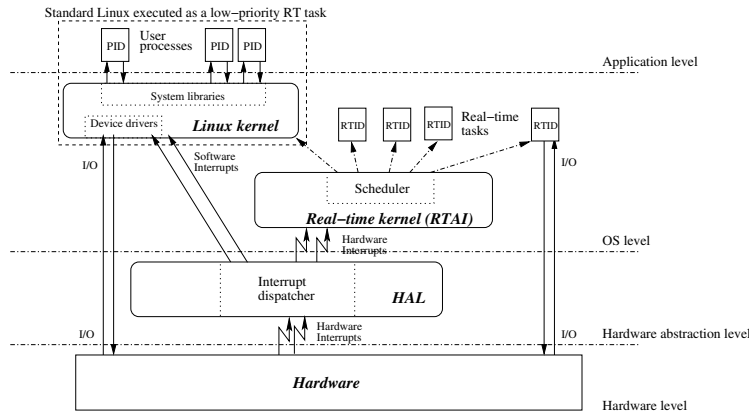 Standard Linux executed as a low-priority RT task
PID
User
processes
PID
PID
Application level
System libraries
Device drivers
Linux kernel
RTID
RTID
RTID
Real-time
tasks
RTID
I/O
Software
Interrupts
I/O
Scheduler
Real-time kernel (RTAI)
Hardware
Interrupts
OS level
Interrupt
dispatcher
HAL
I/O
Hardware
Interrupts
I/O
Hardware abstraction level
Hardware
Hardware level